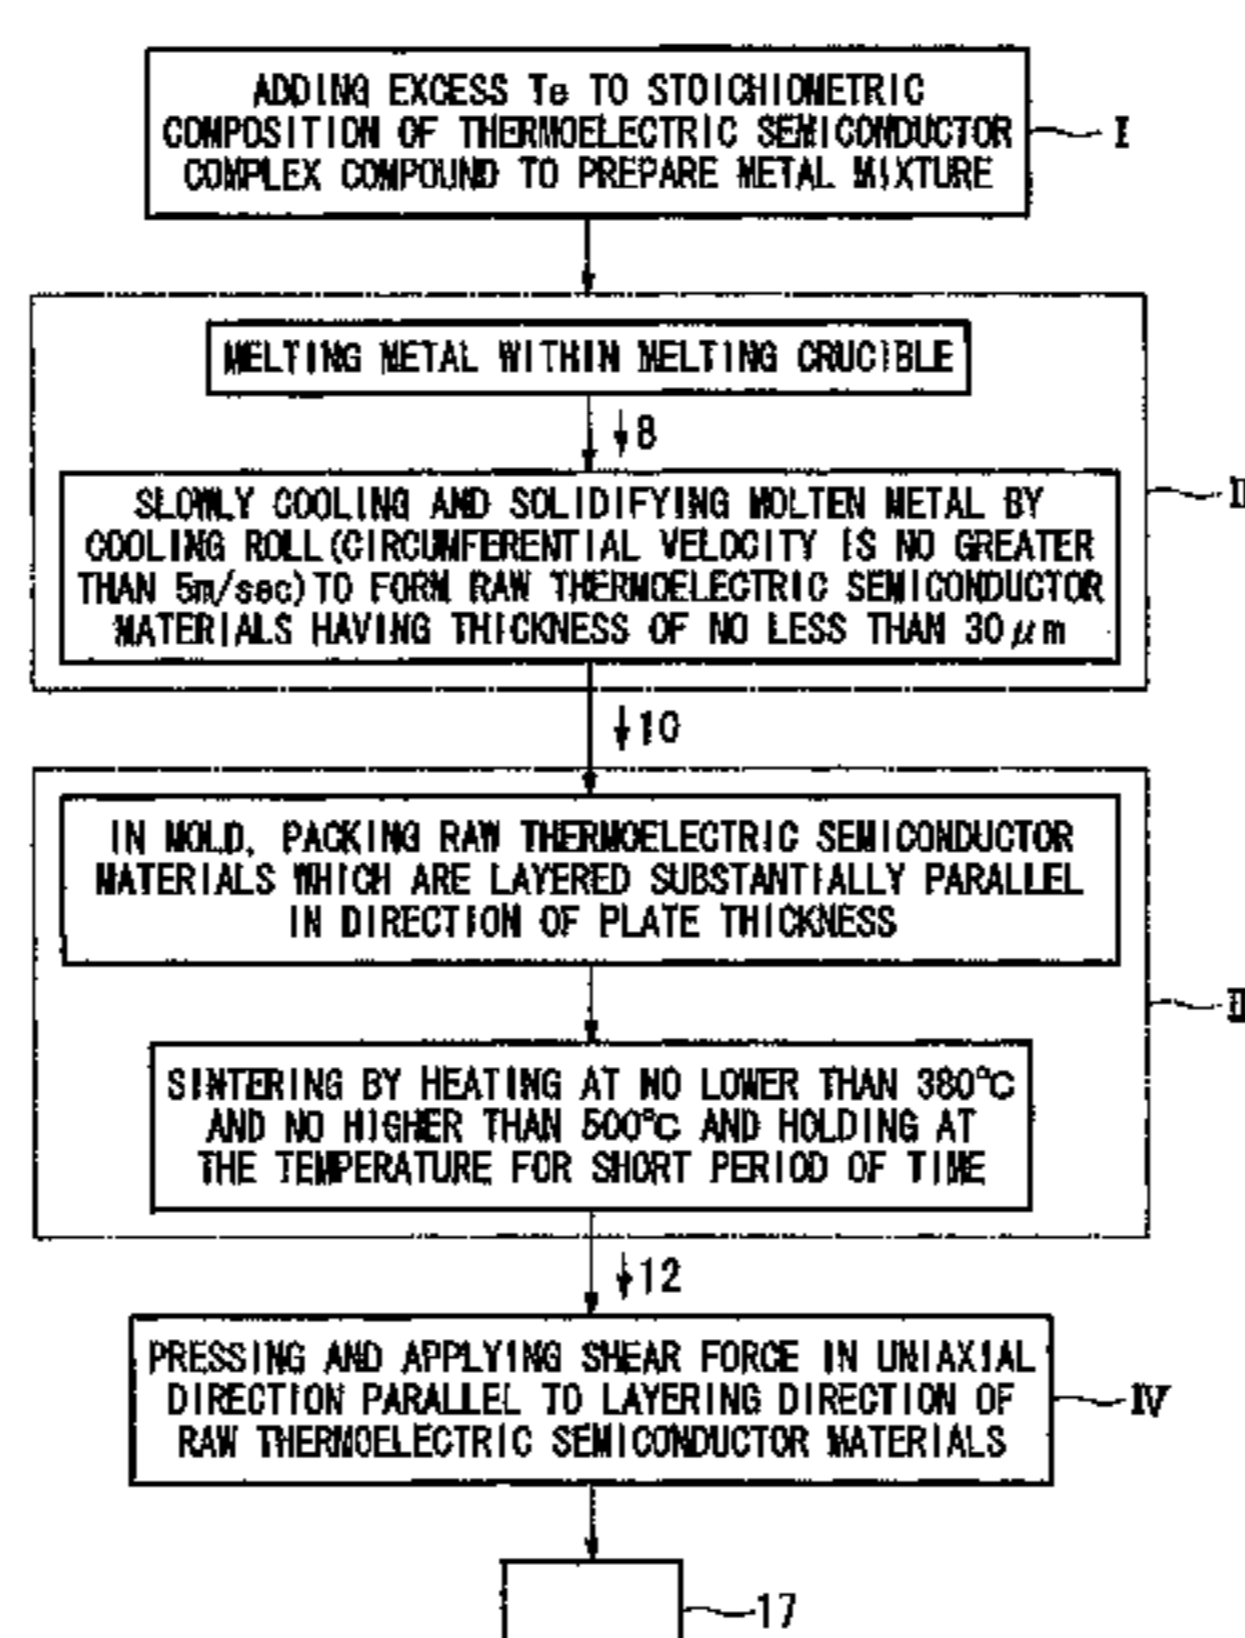 ADDING EXCESS Te TO STOICHIOMETRIC
COMPOSITION OF THERMOELECTRIC SEMICONDUCTOR
COMPLEX COMPOUND TO PREPARE METAL MIXTURE
I
MELTING METAL WITHIN MELTING CRUCIBLE
8
SLOWLY COOLING AND SOLIDIFYING MOLTEN METAL BY
COOLING ROLL(CIRCUMFERENTIAL VELOCITY IS NO GREATER
THAN 5m/sec)TO FORM RAW THERMOELECTRIC SEMICONDUCTOR
MATERIALS HAVING THICKNESS OF NO LESS THAN 30μm
10
IN MOLD, PACKING RAW THERMOELECTRIC SEMICONDUCTOR
MATERIALS WHICH ARE LAYERED SUBSTANTIALLY PARALLEL
IN DIRECTION OF PLATE THICKNESS
SINTERING BY HEATING AT NO LOWER THAN 380℃
AND NO HIGHER THAN 500℃ AND HOLDING AT
THE TEMPERATURE FOR SHORT PERIOD OF TIME
12
PRESSING AND APPLYING SHEAR FORCE IN UNIAXIAL
DIRECTION PARALLEL TO LAYERING DIRECTION OF
RAW THERMOELECTRIC SEMICONDUCTOR MATERIALS
IV
17